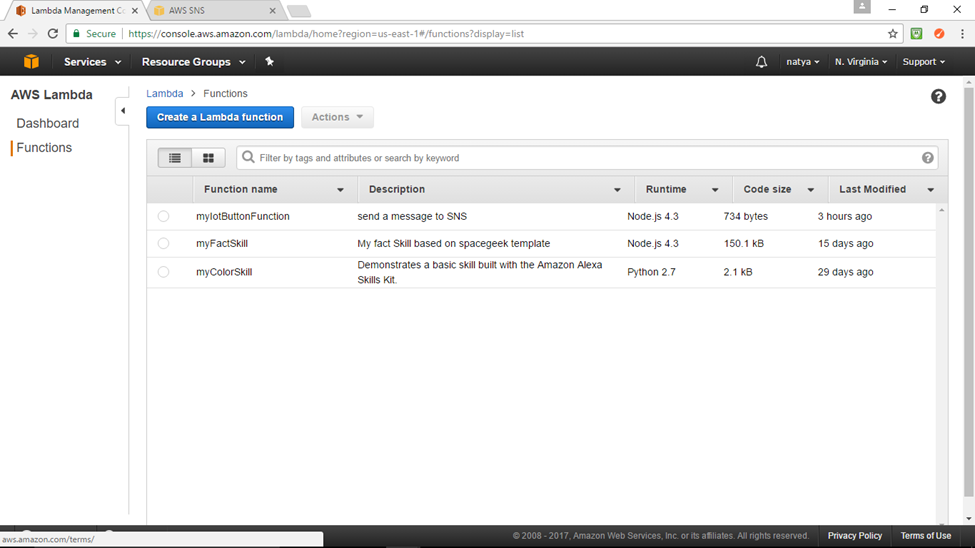 Lambda Management Co
AWS SNS
Secure https://console.aws.amazon.com/lambda/home?region=us-east-1#/functions?display=list
Services Resource Groups natya N. Virginia Support
AWS Lambda
Dashboard
Functions
Lambda > Functions
Create a Lambda function Actions
Filter by tags and attributes or search by keyword
Function name Description Runtime Code size Last Modified
myIotButtonFunction send a message to SNS Node.js 4.3 734 bytes 3 hours ago
myFactSkill My fact Skill based on spacegeek template Node.js 4.3 150.1 kB 15 days ago
myColorSkill Demonstrates a basic skill built with the Amazon Alexa Skills Kit. Python 2.7 2.1 kB 29 days ago
© 2008 - 2017, Amazon Web Services, Inc. or its affiliates. All rights reserved. Privacy Policy Terms of Use
aws.amazon.com/terms/